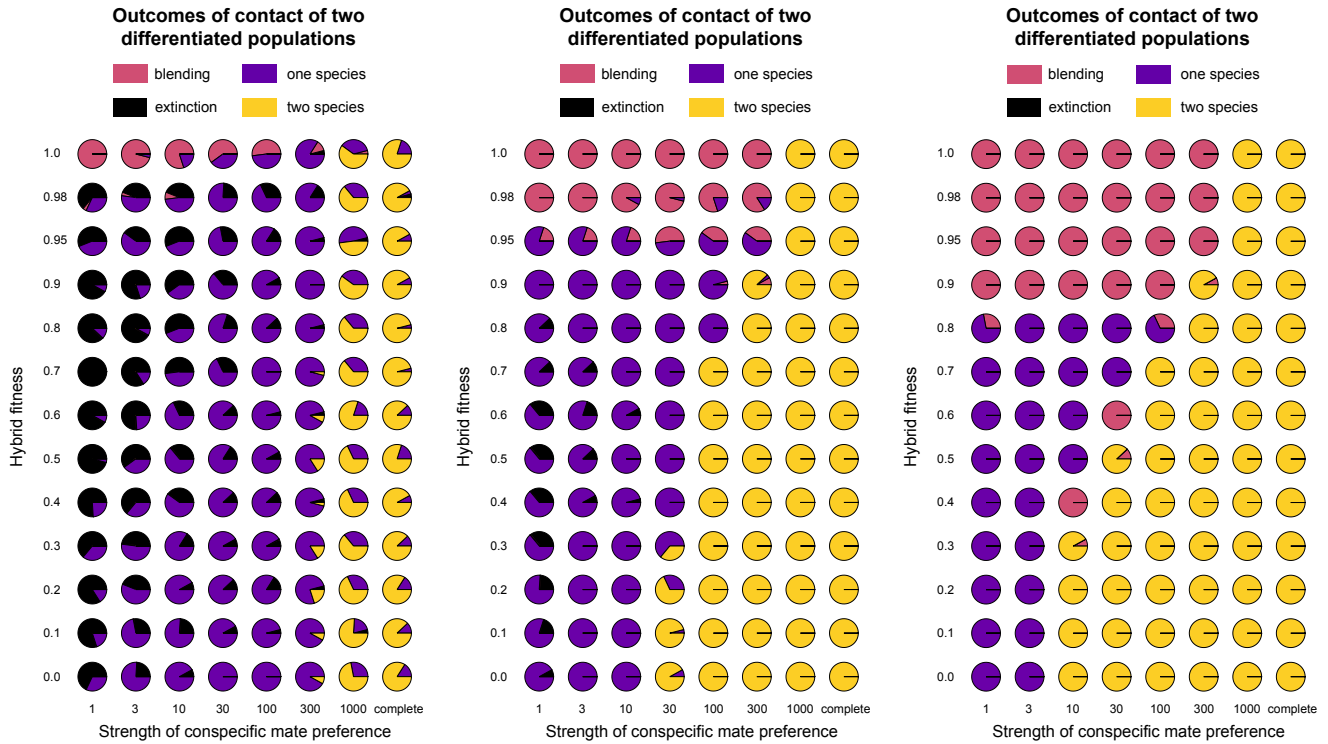 Outcomes of contact of two
differentiated populations
blending
one species
extinction
two species
Hybrid fitness
1.0
0.98
0.95
0.9
0.8
0.7
0.6
0.5
0.4
0.3
0.2
0.1
0.0
1 3 10 30 100 300 1000 complete
Strength of conspecific mate preference
Outcomes of contact of two
differentiated populations
blending
one species
extinction
two species
Hybrid fitness
1.0
0.98
0.95
0.9
0.8
0.7
0.6
0.5
0.4
0.3
0.2
0.1
0.0
1 3 10 30 100 300 1000 complete
Strength of conspecific mate preference
Outcomes of contact of two
differentiated populations
blending
one species
extinction
two species
Hybrid fitness
1.0
0.98
0.95
0.9
0.8
0.7
0.6
0.5
0.4
0.3
0.2
0.1
0.0
1 3 10 30 100 300 1000 complete
Strength of conspecific mate preference